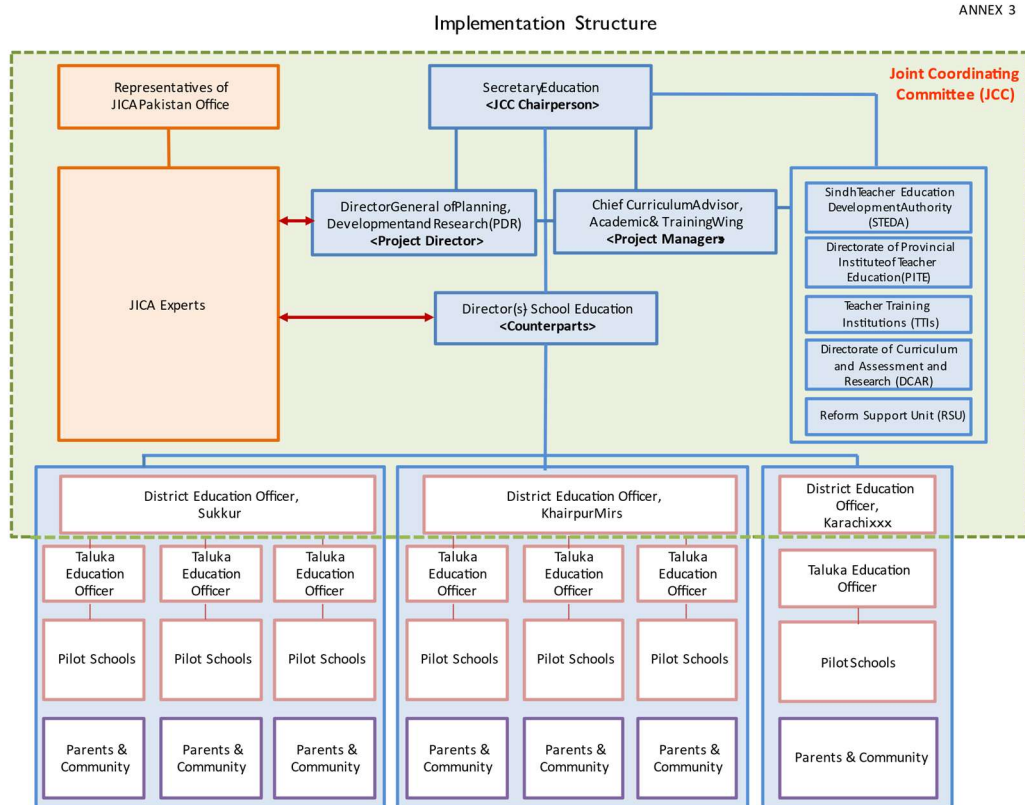 ANNEX 3
Implementation Structure
Representatives of
JICA Pakistan Office
Secretary Education
<JCC Chairperson>
Joint Coordinating
Committee (JCC)
JICA Experts
Director General of Planning,
Development and Research (PDR)
<Project Director>
Chief Curriculum Advisor,
Academic & Training Wing
<Project Manager>
Sindh Teacher Education
Development Authority
(STEDA)
Directorate of Provincial
Institute of Teacher
Education (PITE)
Teacher Training
Institutions (TTIs)
Directorate of Curriculum
and Assessment and
Research (DCAR)
Reform Support Unit (RSU)
Director(s)- School Education
<Counterparts>
District Education Officer,
Sukkur
District Education Officer,
Khairpur Mirs
District Education
Officer,
Karachi xxx
Taluka
Education
Officer
Taluka
Education
Officer
Taluka
Education
Officer
Taluka
Education
Officer
Taluka
Education
Officer
Taluka
Education
Officer
Taluka Education
Officer
Pilot Schools
Pilot Schools
Pilot Schools
Pilot Schools
Pilot Schools
Pilot Schools
Pilot Schools
Parents &
Community
Parents &
Community
Parents &
Community
Parents &
Community
Parents &
Community
Parents &
Community
Parents & Community